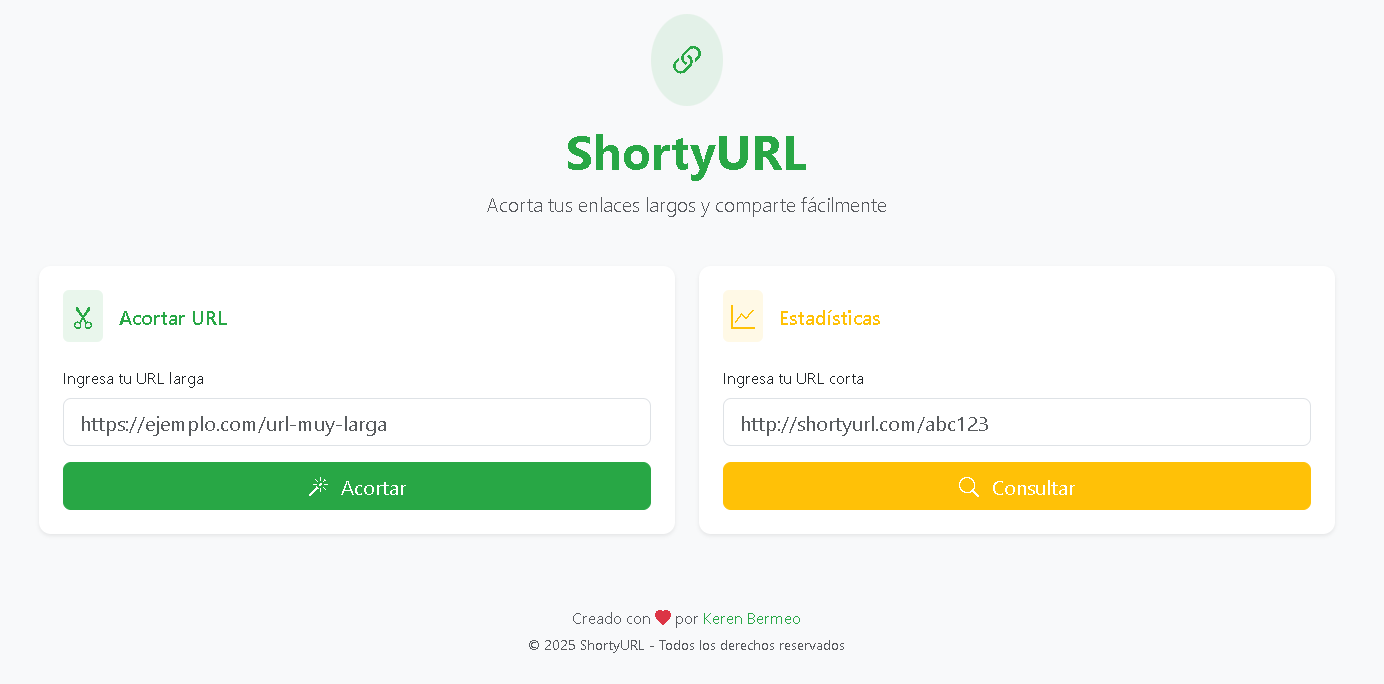 ShortyURL
Acorta tus enlaces largos y comparte fácilmente
Acortar URL
Ingresa tu URL larga
https://ejemplo.com/url-muy-larga
Acortar
Estadísticas
Ingresa tu URL corta
http://shortyurl.com/abc123
Consultar
Creado con ❤ por Keren Bermeo
© 2025 ShortyURL - Todos los derechos reservados